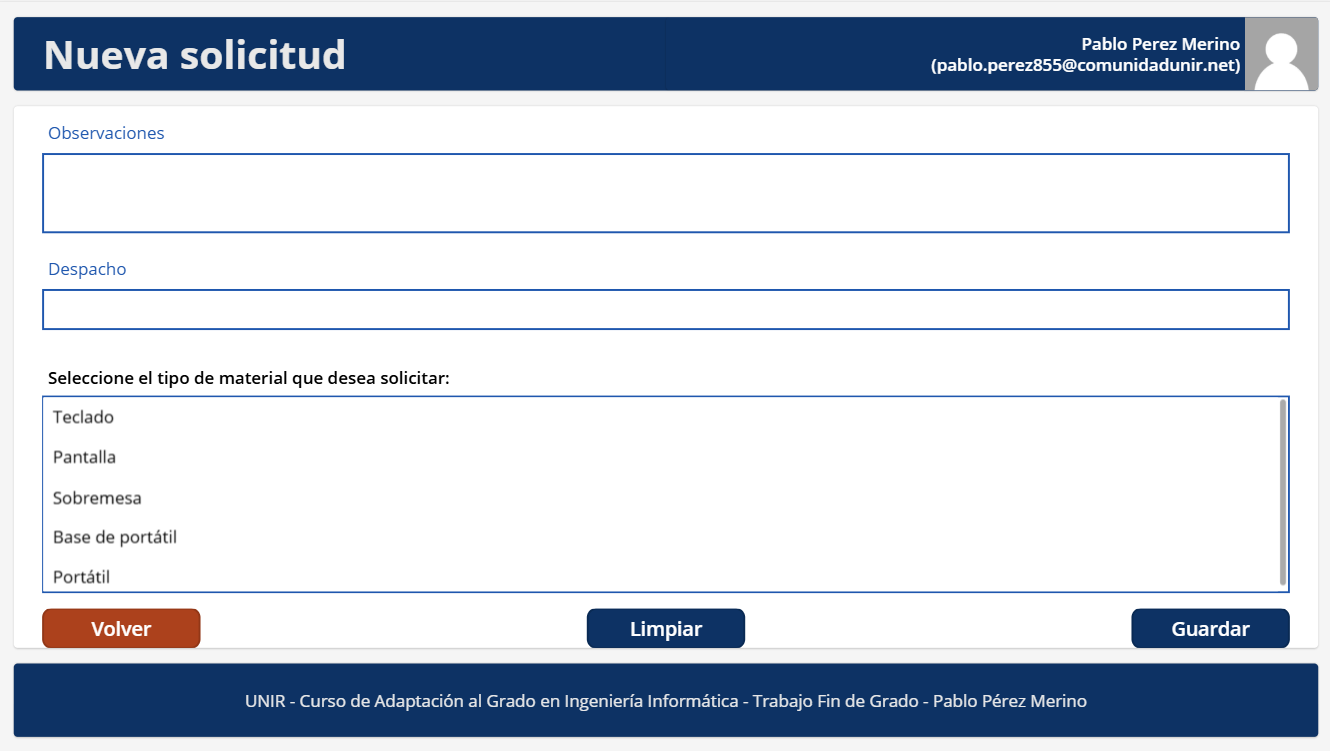 Nueva solicitud
Pablo Perez Merino
(pablo.perez855@comunidadunir.net)
Observaciones
Despacho
Seleccione el tipo de material que desea solicitar:
Teclado
Pantalla
Sobremesa
Base de portátil
Portátil
Volver
Limpiar
Guardar
UNIR - Curso de Adaptación al Grado en Ingeniería Informática - Trabajo Fin de Grado - Pablo Pérez Merino